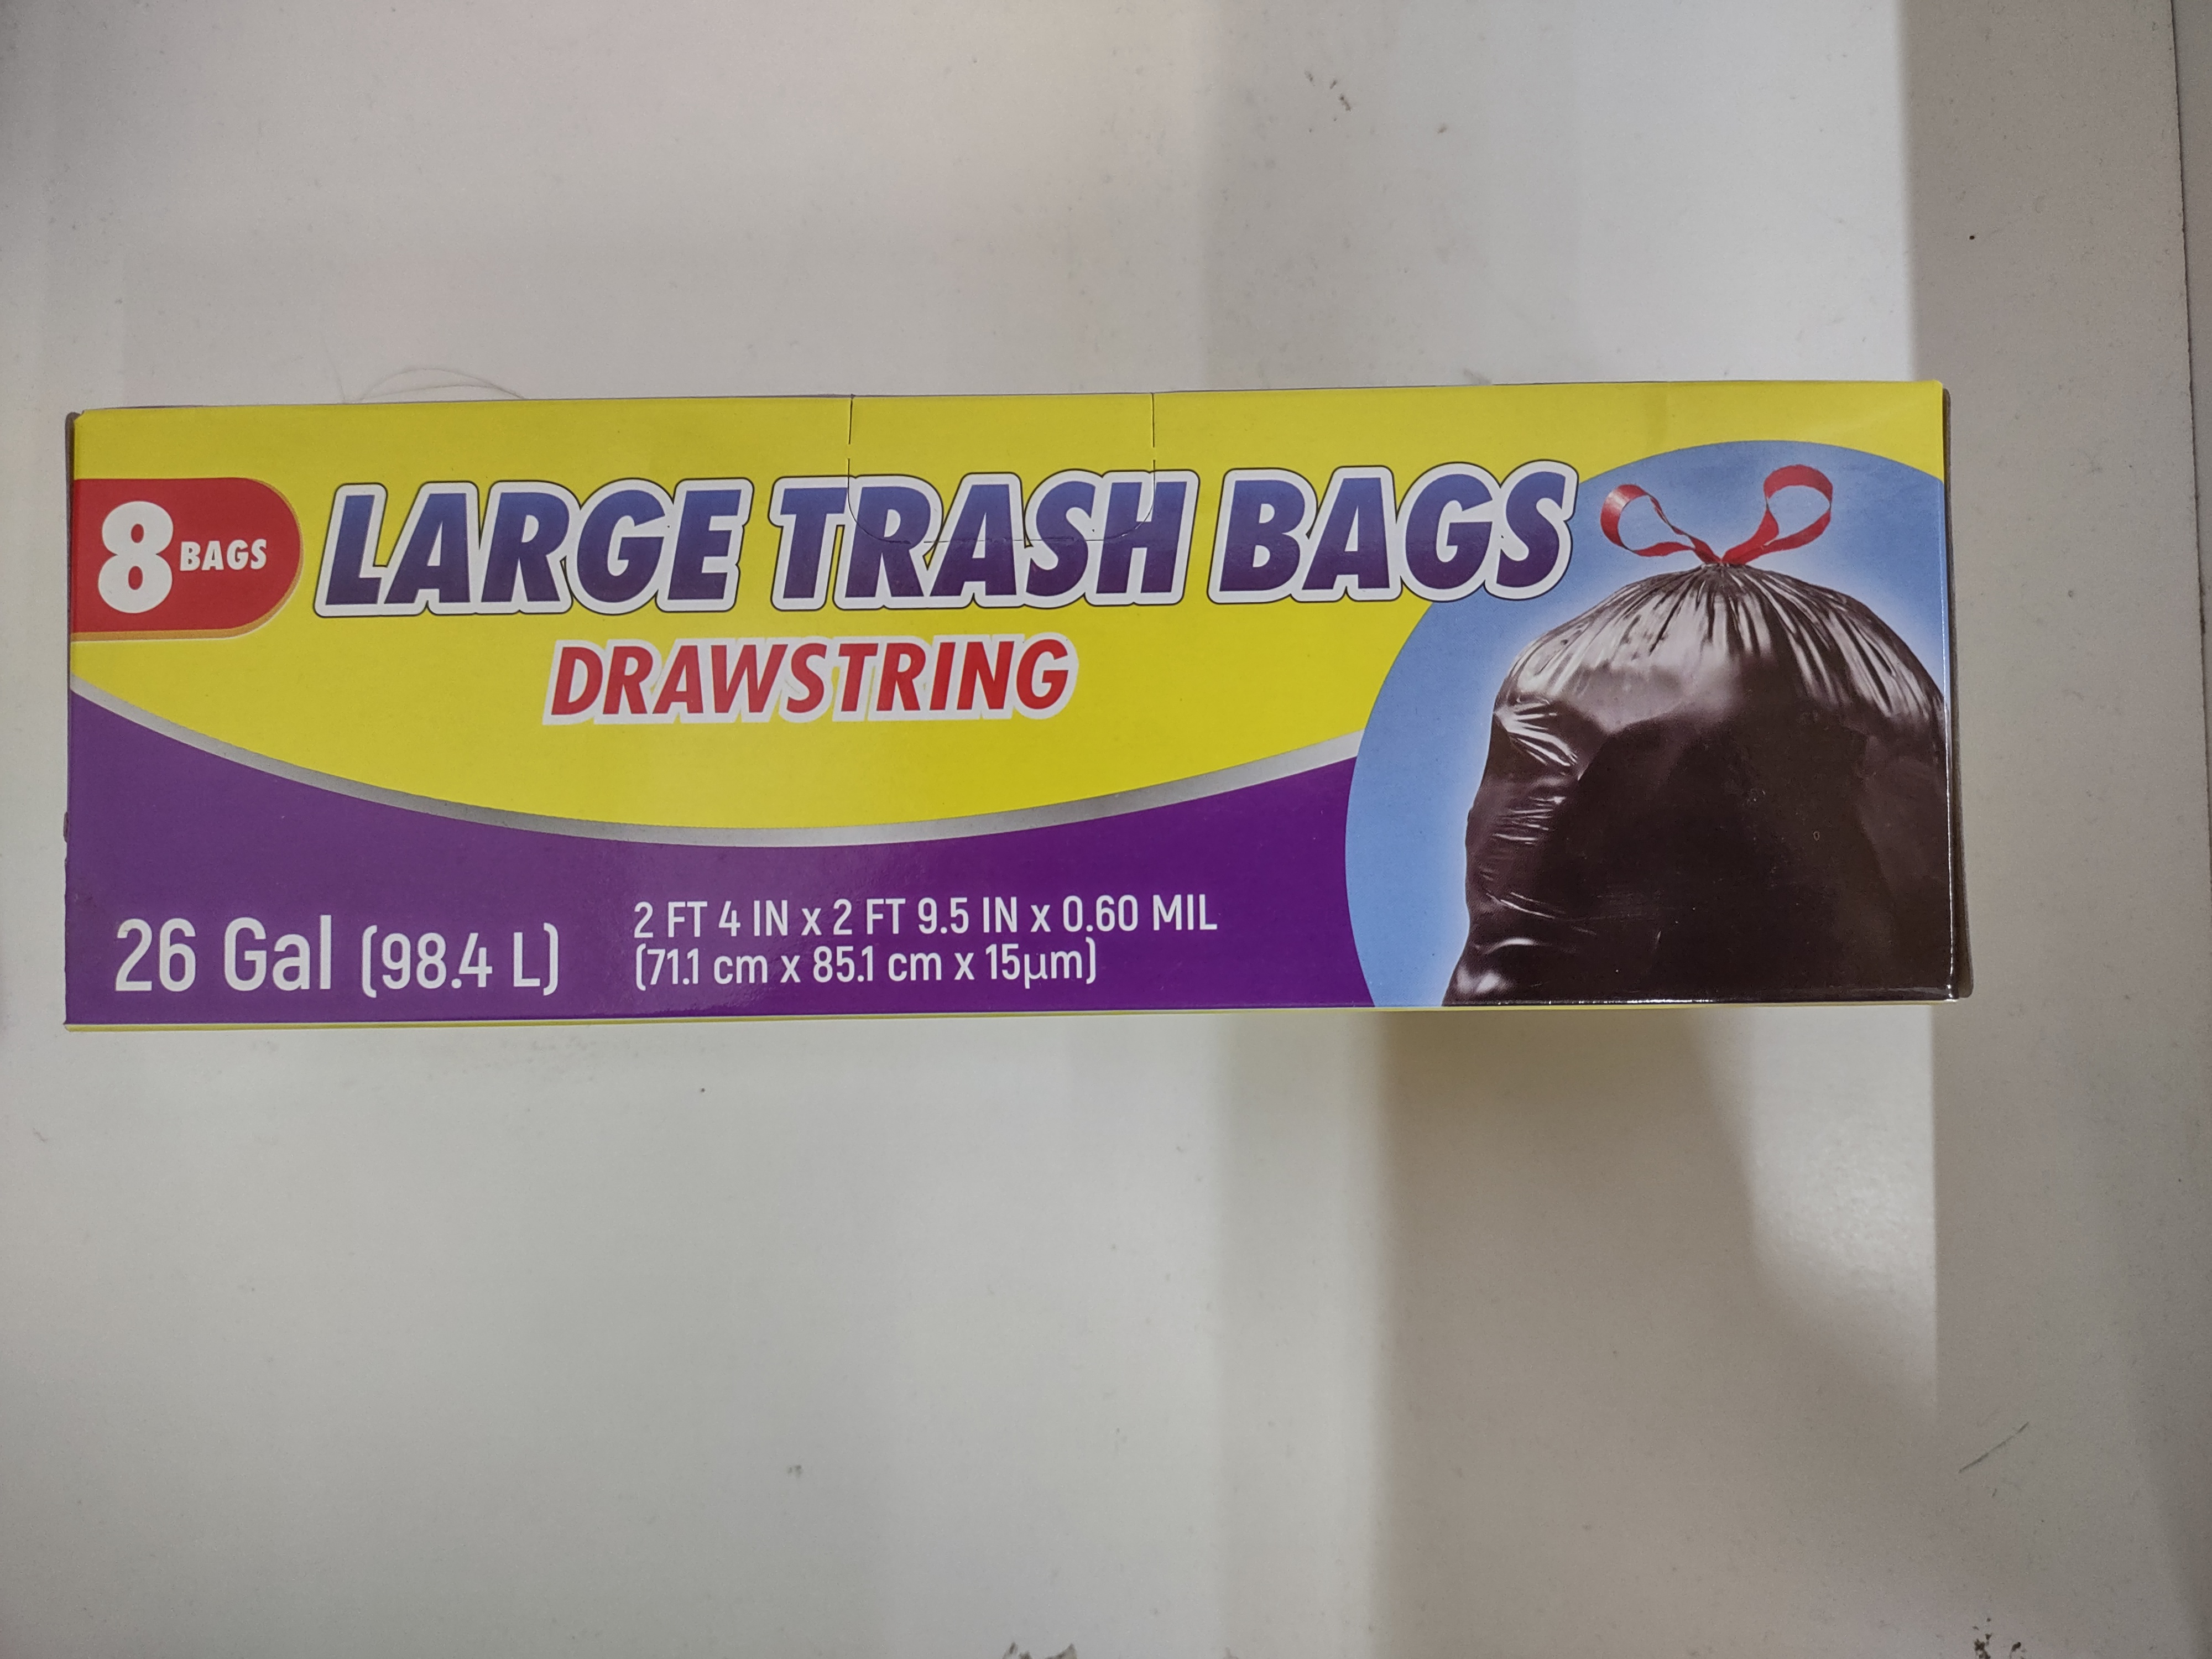 8 BAGS
LARGE TRASH BAGS
DRAWSTRING
26 Gal (98.4 L)
2 FT 4 IN x 2 FT 9.5 IN x 0.60 MIL
(71.1 cm x 85.1 cm x 15μm)